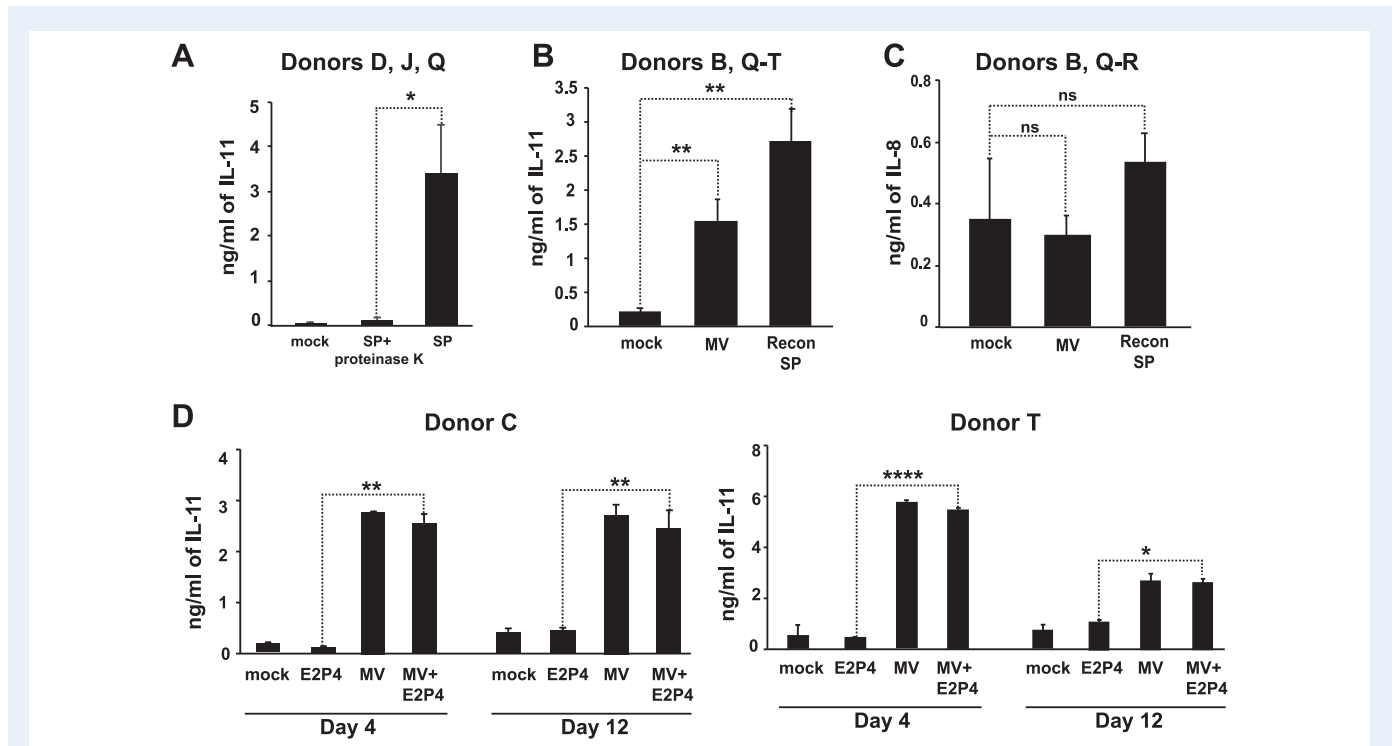 A
Donors D, J, Q
ng/ml of IL-11
5
4
3
2
1
0
*
mock
SP+
proteinase K
SP
B
Donors B, Q-T
ng/ml of IL-11
3.5
3
2.5
2
1.5
1
0.5
0
**
**
mock
MV
Recon
SP
C
Donors B, Q-R
ng/ml of IL-8
0.8
0.6
0.4
0.2
0
ns
ns
mock
MV
Recon
SP
D
Donor C
ng/ml of IL-11
4
3
2
1
0
**
**
mock E2P4 MV MV+
E2P4
mock E2P4 MV MV+
E2P4
Day 4
Day 12
Donor T
ng/ml of IL-11
8
6
4
2
0
****
*
mock E2P4 MV MV+
E2P4
mock E2P4 MV MV+
E2P4
Day 4
Day 12